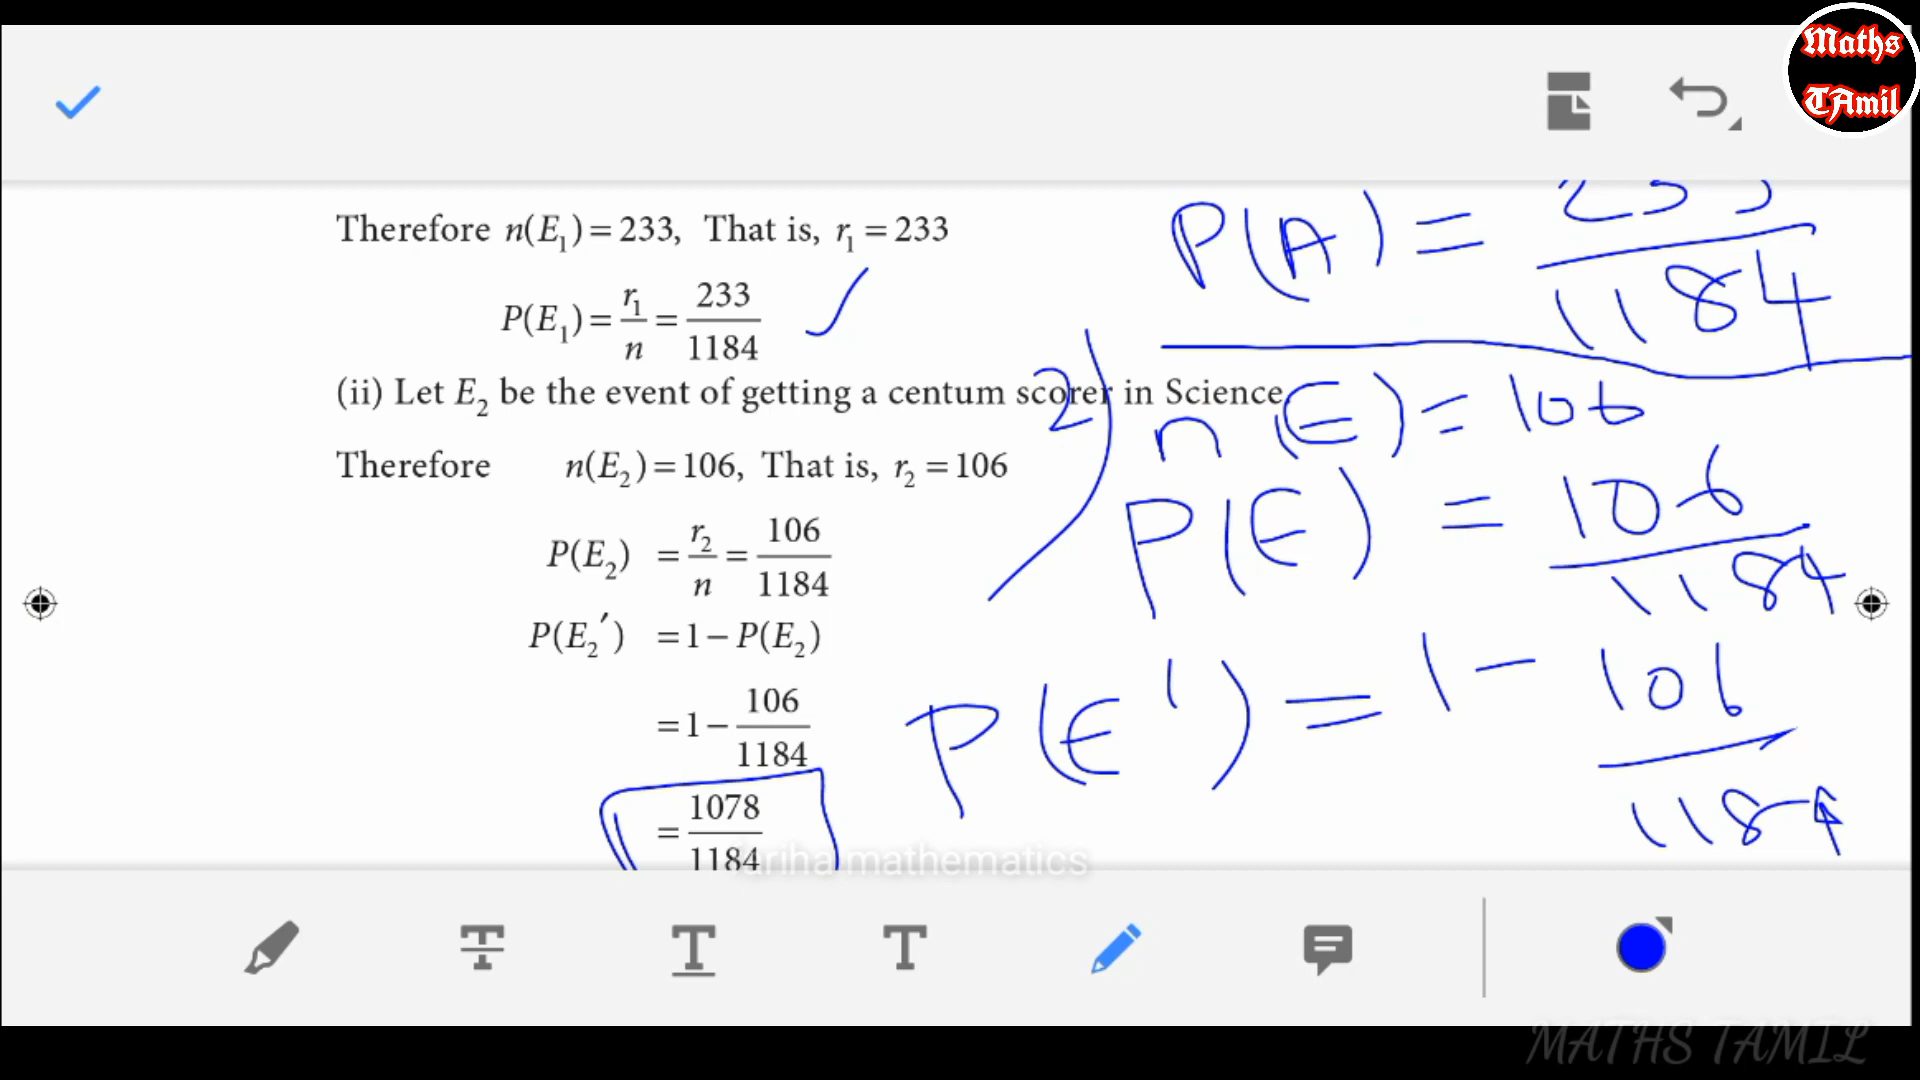 Maths
TAmil
Therefore n(E₁) = 233, That is, r₁ = 233
P(E₁) = r₁/n = 233/1184
(ii) Let E₂ be the event of getting a centum scorer in Science.
Therefore n(E₂) = 106, That is, r₂ = 106
P(E₂) = r₂/n = 106/1184
P(E₂′) = 1 − P(E₂)
= 1 − 106/1184
= 1078/1184
P(A) = 233/1184
2) n(E) = 106
P(E) = 106/1184
P(E') = 1 − 106/1184
ariha mathematics
MATHS TAMIL